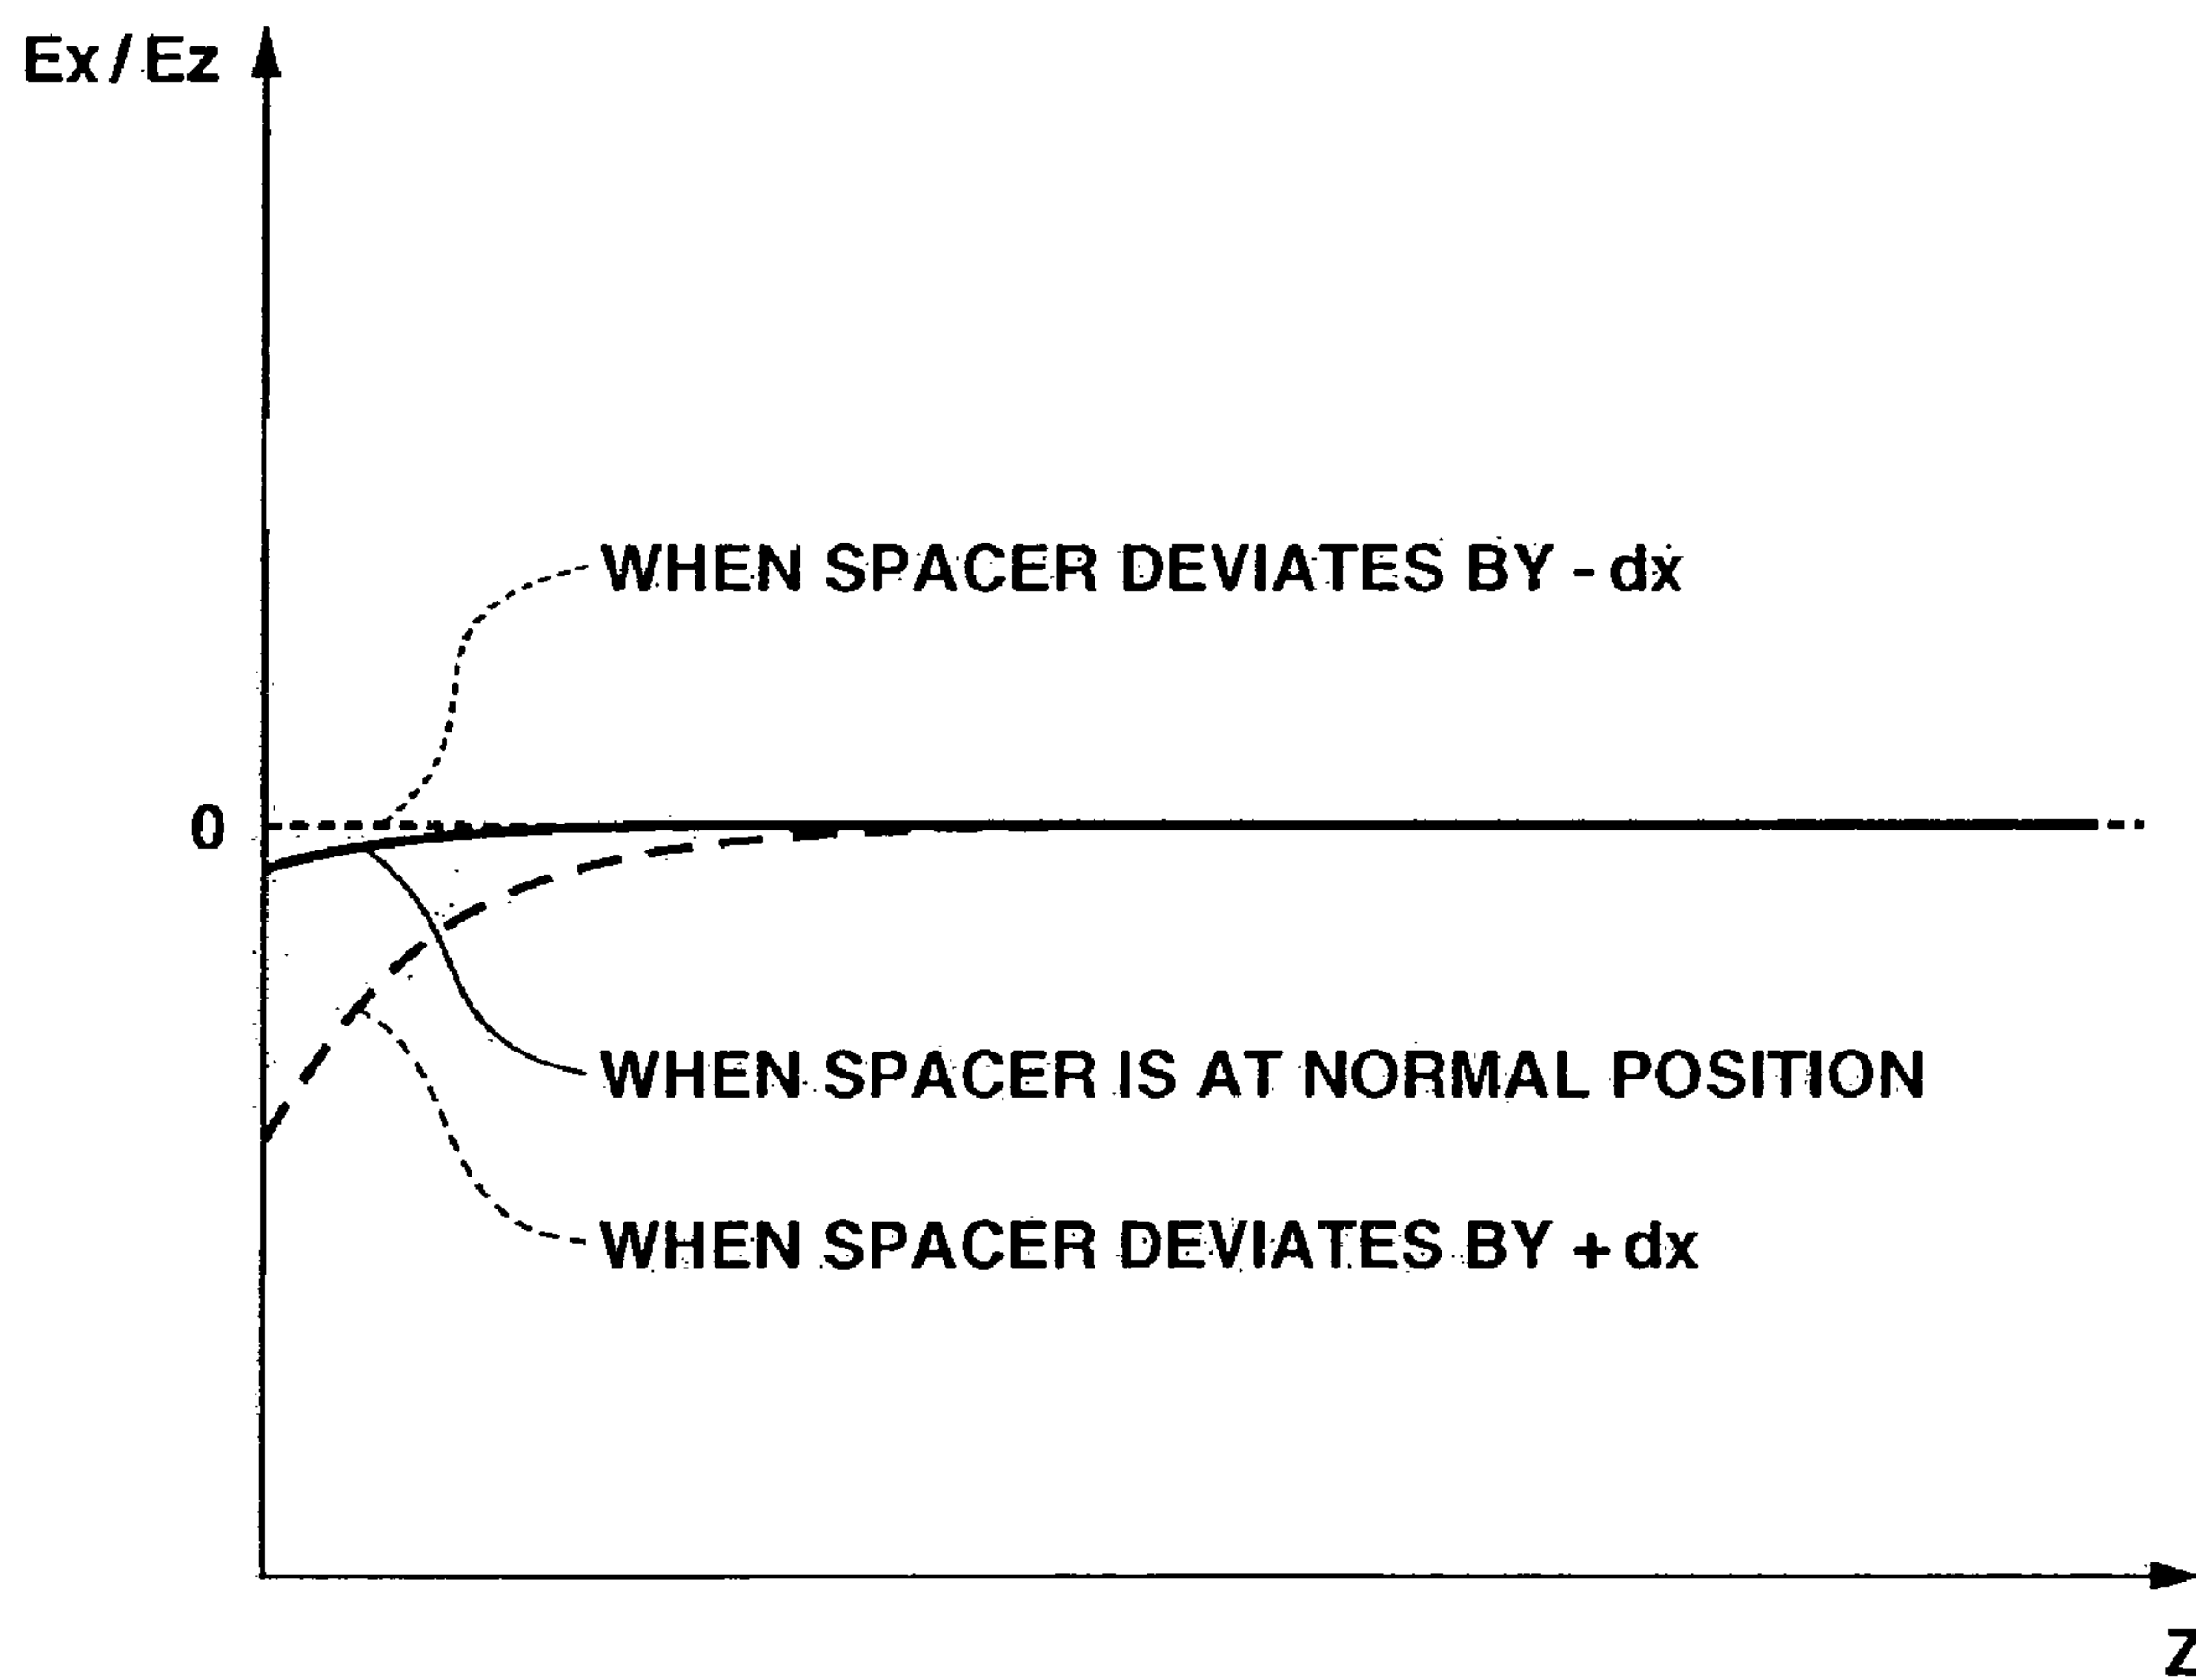 Ex/Ez
WHEN SPACER DEVIATES BY - dx
0
WHEN SPACER IS AT NORMAL POSITION
WHEN SPACER DEVIATES BY + dx
Z